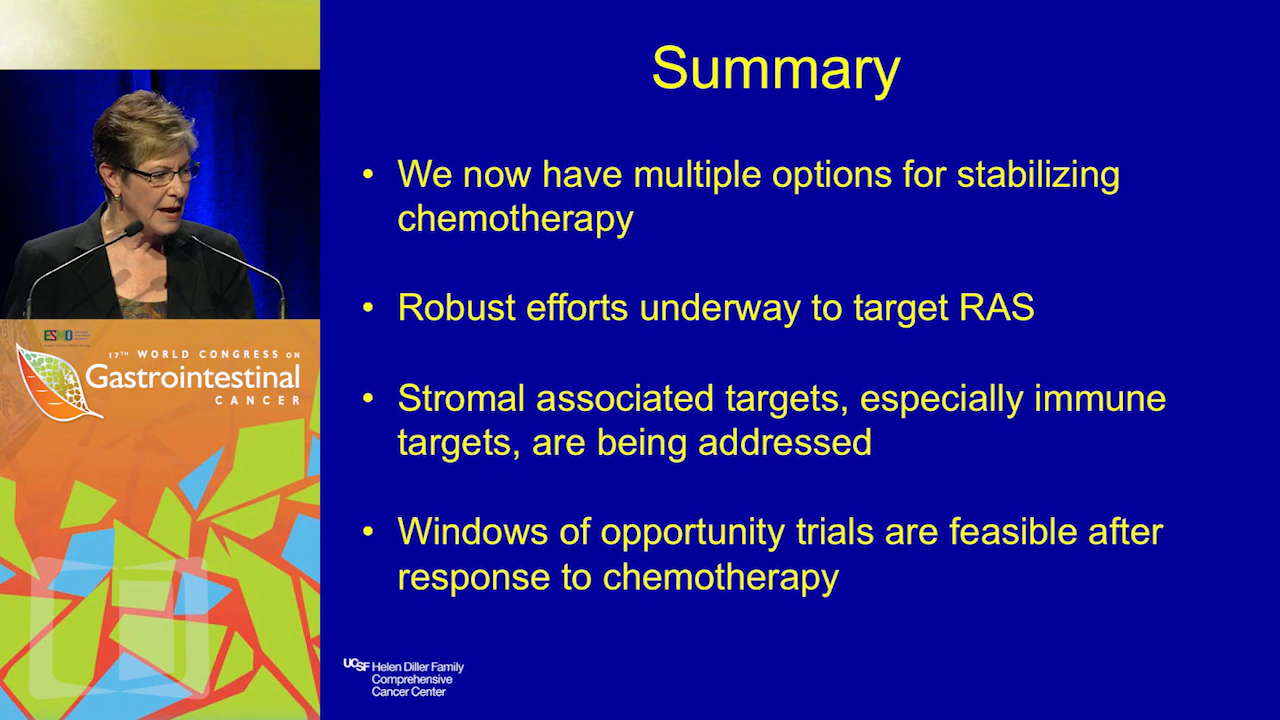 Summary
• We now have multiple options for stabilizing
chemotherapy
• Robust efforts underway to target RAS
• Stromal associated targets, especially immune
targets, are being addressed
• Windows of opportunity trials are feasible after
response to chemotherapy
ESMO
17TH WORLD CONGRESS ON
Gastrointestinal
CANCER
UCSF Helen Diller Family
Comprehensive
Cancer Center